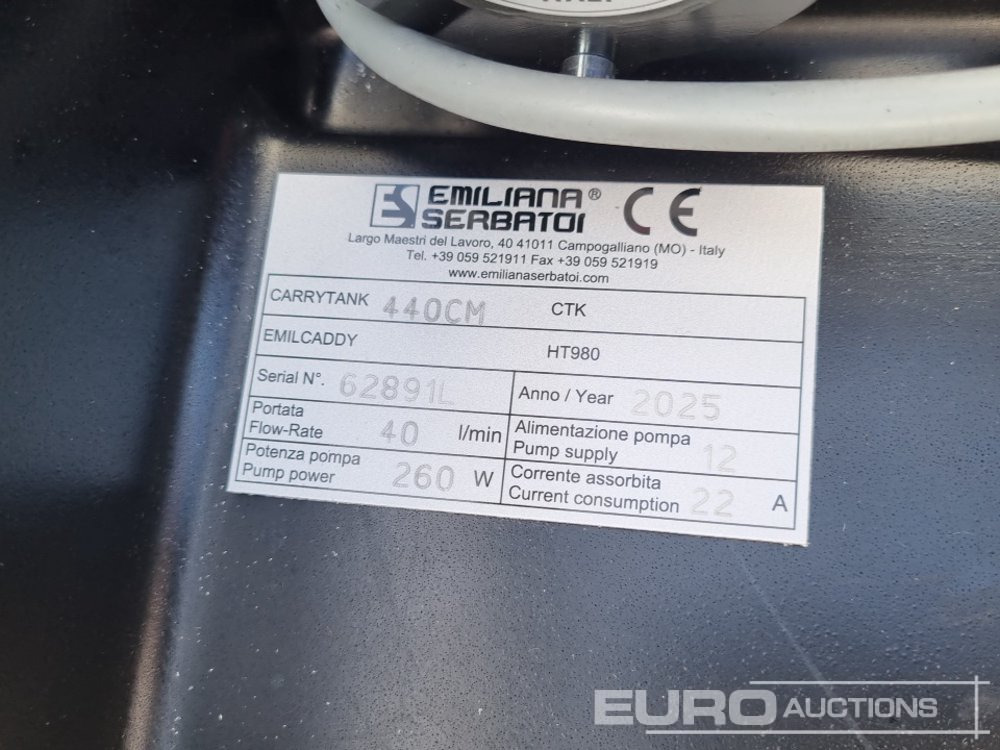 ES EMILIANA® CE
SERBATOI
Largo Maestri del Lavoro, 40 41011 Campogalliano (MO) - Italy
Tel. +39 059 521911 Fax +39 059 521919
www.emilianaserbatoi.com
CARRYTANK 440CM CTK
EMILCADDY HT980
Serial N°. 62891L Anno / Year 2025
Portata
Flow-Rate 40 l/min
Alimentazione pompa
Pump supply 12
Potenza pompa
Pump power 260 W
Corrente assorbita
Current consumption 22 A
EURO AUCTIONS